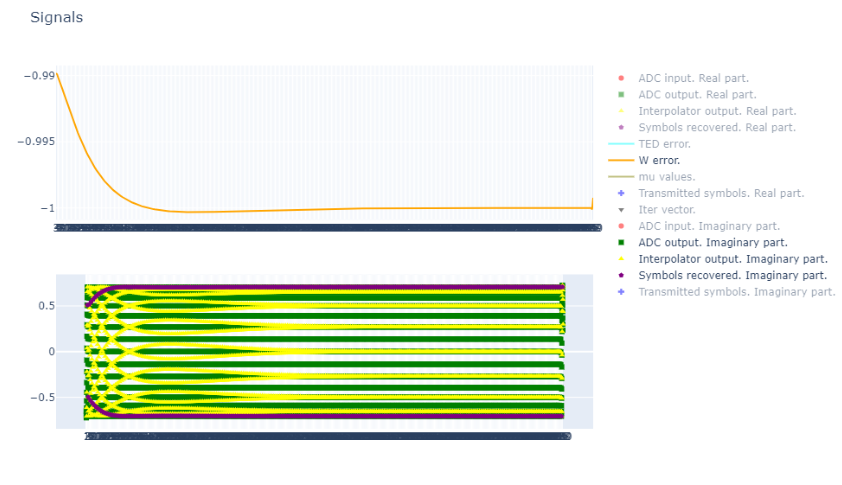 Signals
−0.99
−0.995
−1
0.5
0
−0.5
ADC input. Real part.
ADC output. Real part.
Interpolator output. Real part.
Symbols recovered. Real part.
TED error.
W error.
mu values.
Transmitted symbols. Real part.
Iter vector.
ADC input. Imaginary part.
ADC output. Imaginary part.
Interpolator output. Imaginary part.
Symbols recovered. Imaginary part.
Transmitted symbols. Imaginary part.